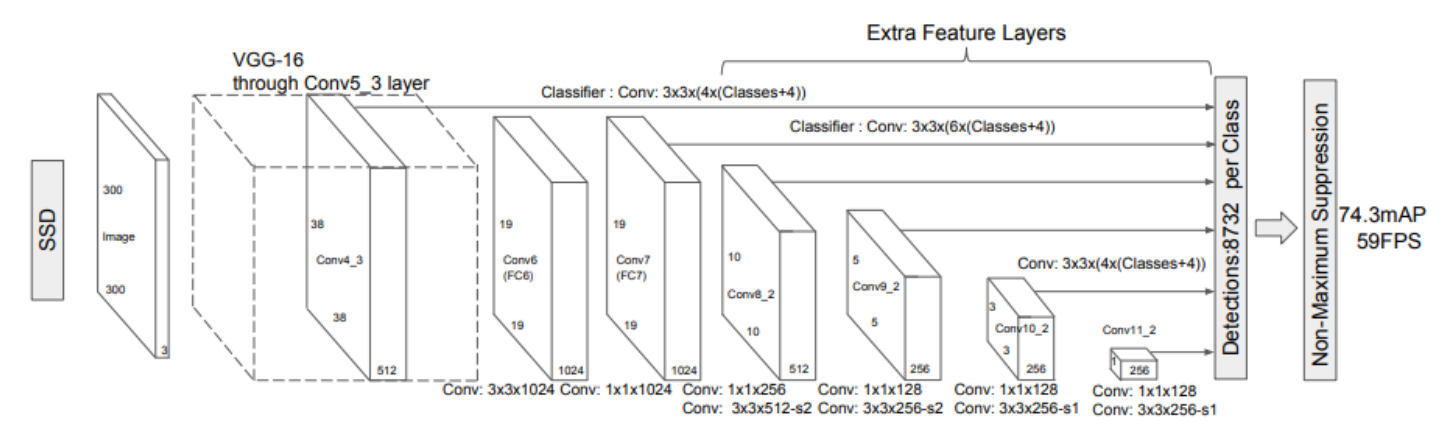 Extra Feature Layers
VGG-16
through Conv5_3 layer
Classifier : Conv: 3x3x(4x(Classes+4))
Classifier : Conv: 3x3x(6x(Classes+4))
SSD
300
Image
300
3
38
Conv4_3
38
512
19
Conv6
(FC6)
19
1024
19
Conv7
(FC7)
19
1024
10
Conv8_2
10
512
5
Conv9_2
5
256
Conv: 3x3x(4x(Classes+4))
3
Conv10_2
3
256
Conv11_2
1
256
Detections:8732 per Class
Non-Maximum Suppression
74.3mAP
59FPS
Conv: 3x3x1024
Conv: 1x1x1024
Conv: 1x1x256
Conv: 3x3x512-s2
Conv: 1x1x128
Conv: 3x3x256-s2
Conv: 1x1x128
Conv: 3x3x256-s1
Conv: 1x1x128
Conv: 3x3x256-s1